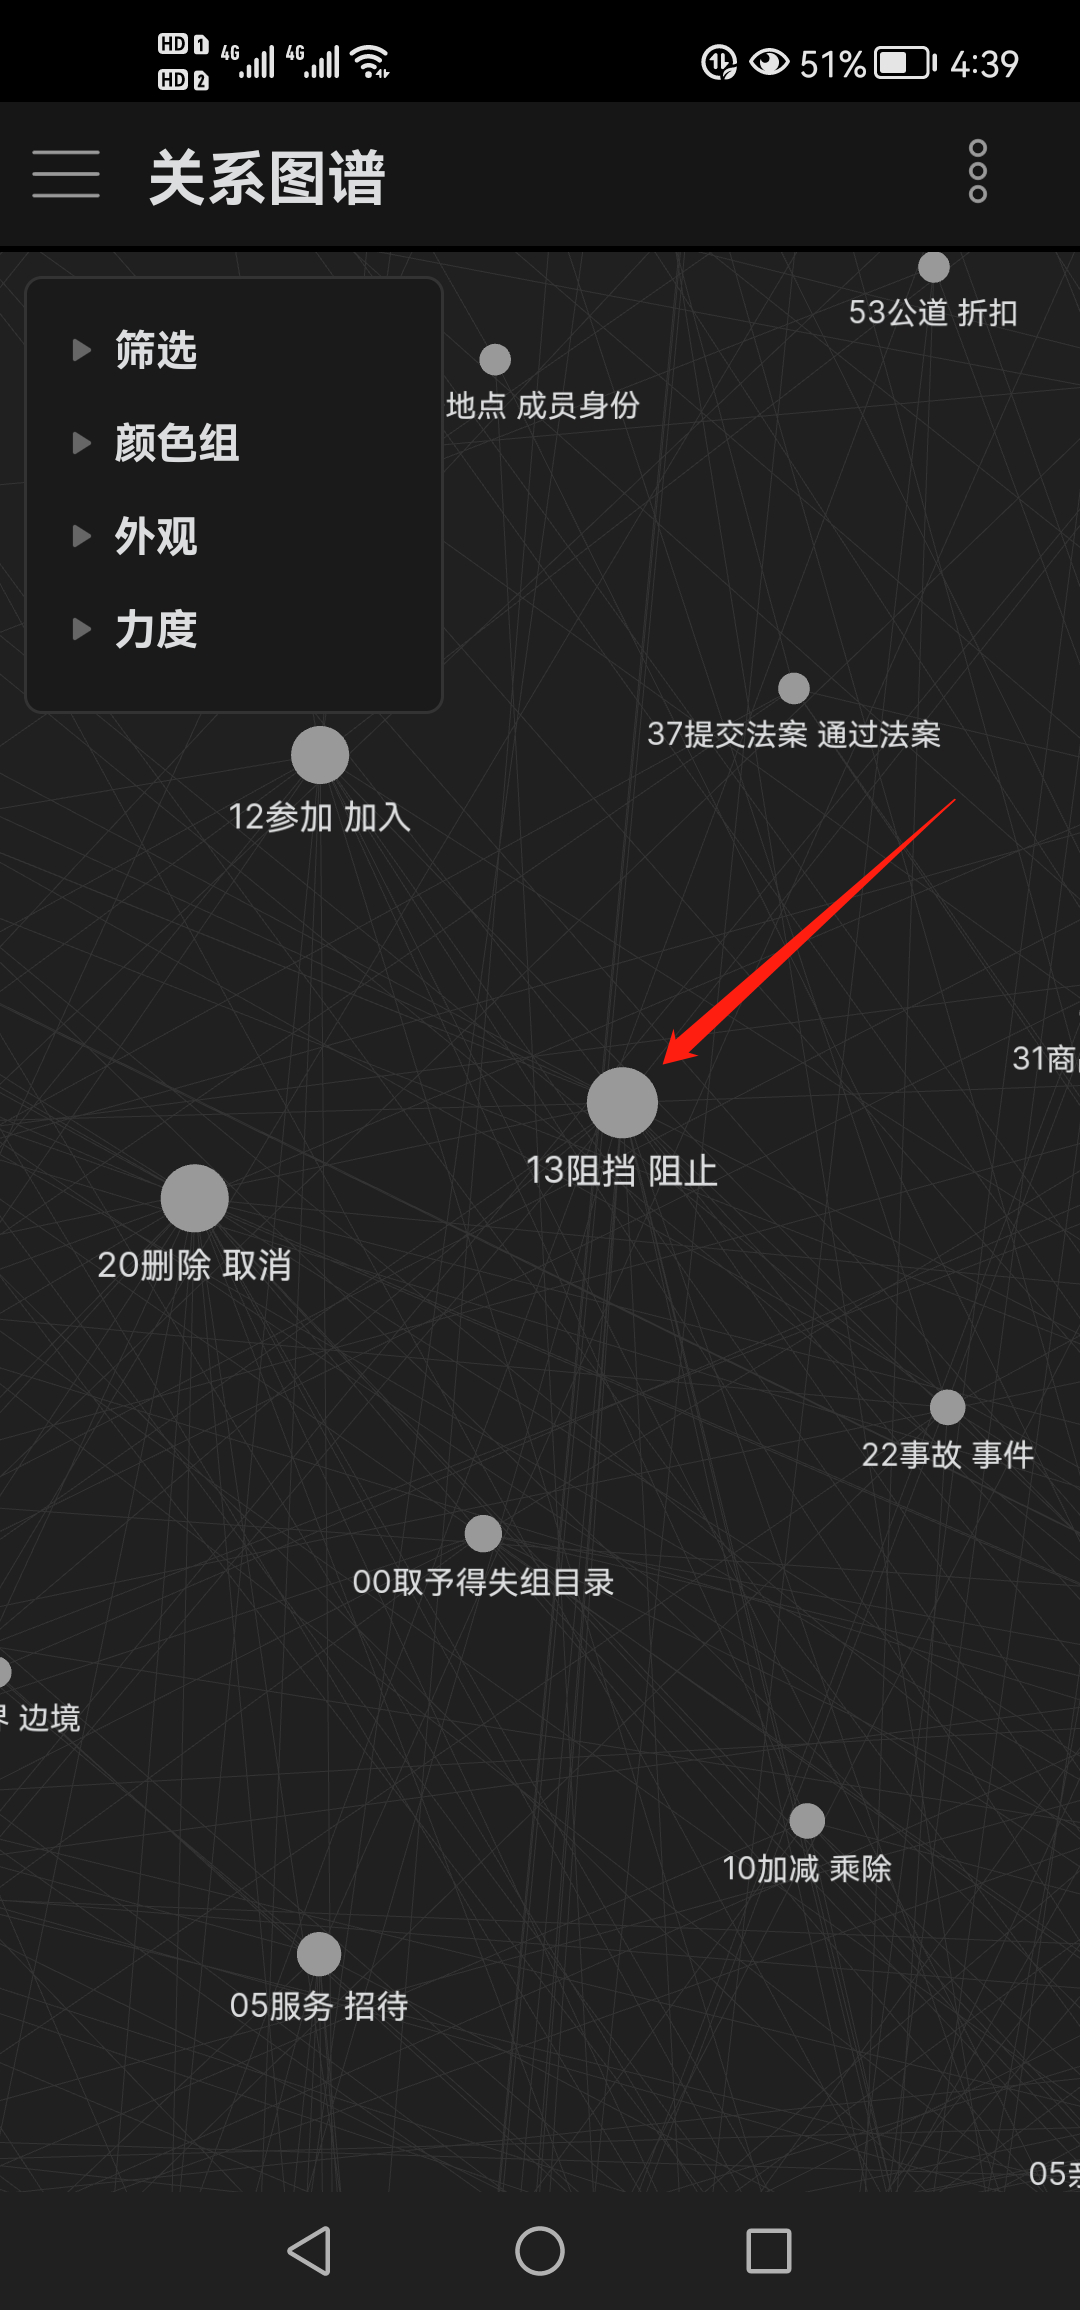 HD 1 4G 4G 51% 4:39
HD 2
关系图谱
53公道 折扣
筛选
地点 成员身份
颜色组
外观
力度
37提交法案 通过法案
12参加 加入
31商
13阻挡 阻止
20删除 取消
22事故 事件
00取予得失组目录
边境
10加减 乘除
05服务 招待
05